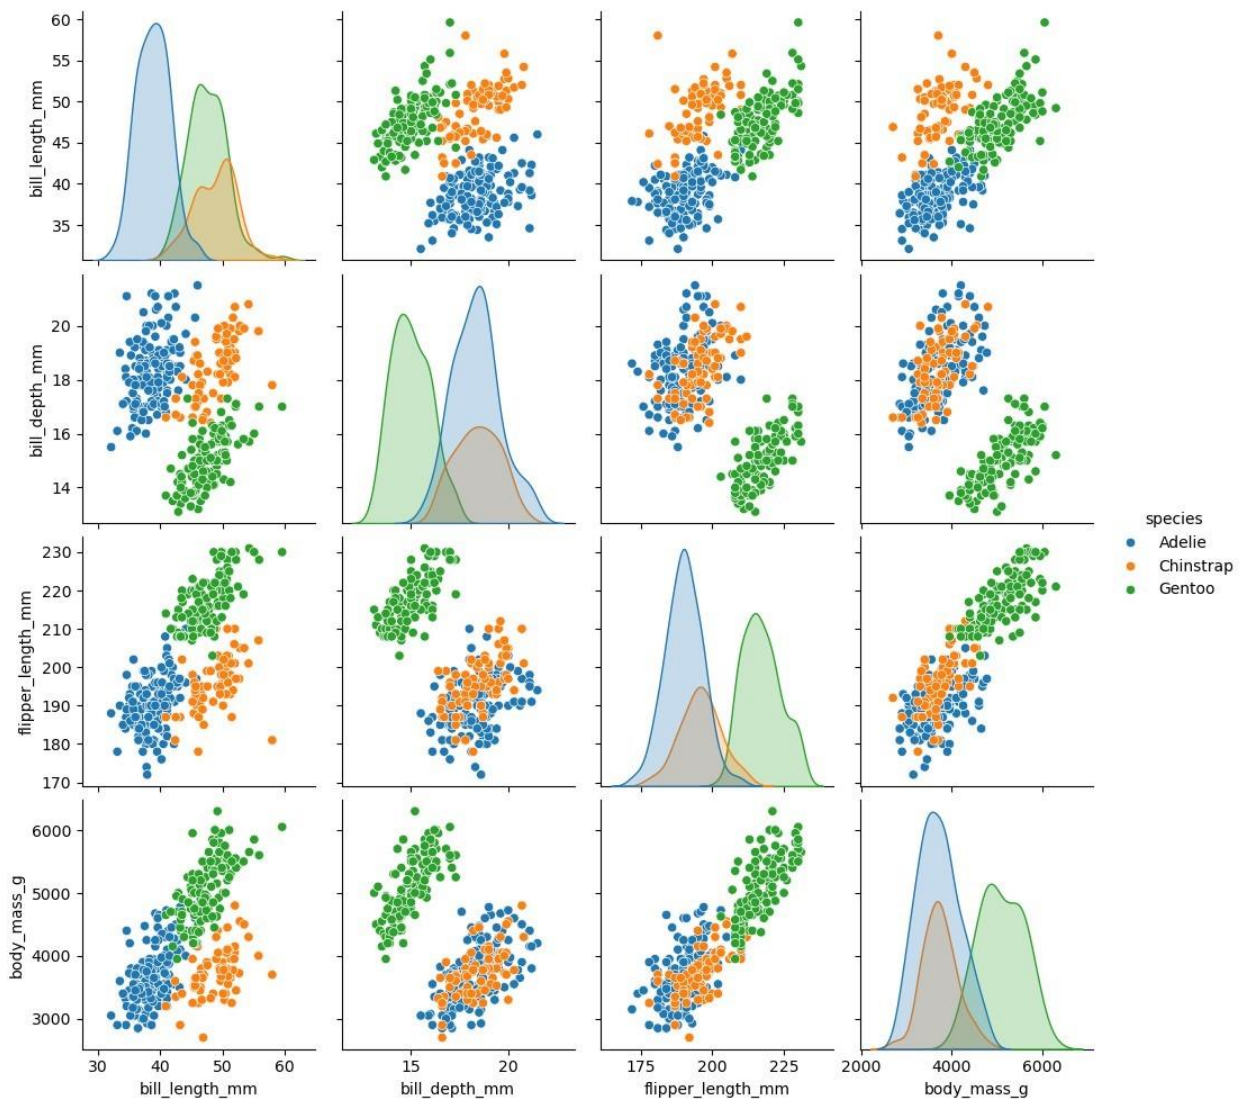 60
55
50
45
40
35
bill_length_mm
20
18
16
14
bill_depth_mm
species
Adelie
Chinstrap
Gentoo
230
220
210
200
190
180
170
flipper_length_mm
6000
5000
4000
3000
body_mass_g
30 40 50 60
15 20
175 200 225
2000 4000 6000
bill_length_mm
bill_depth_mm
flipper_length_mm
body_mass_g